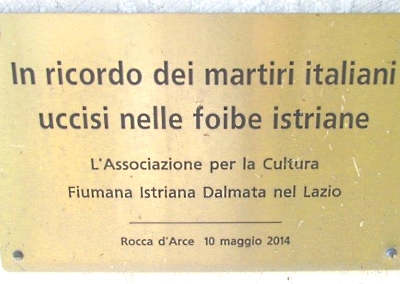 In ricordo dei martiri italiani
uccisi nelle foibe istriane
L'Associazione per la Cultura
Fiumana Istriana Dalmata nel Lazio
Rocca d'Arce 10 maggio 2014